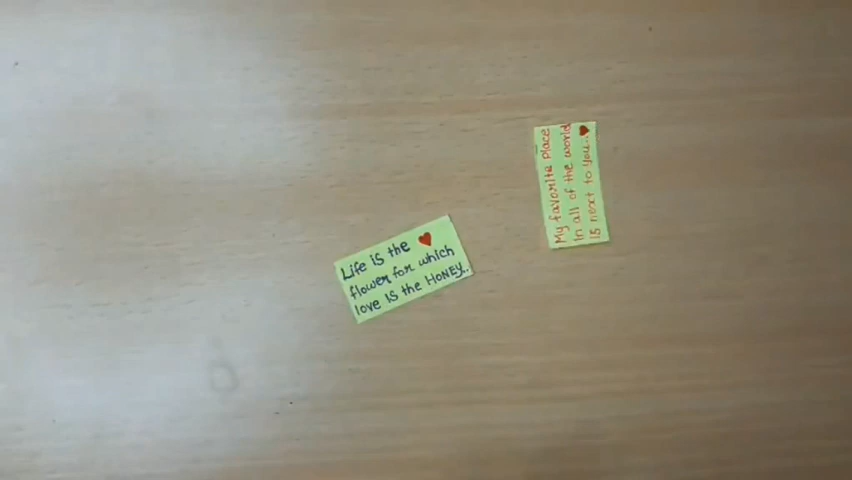 Life is the
flower for which
love is the HONEY..
My favorite place
in all of the world
is next to you..